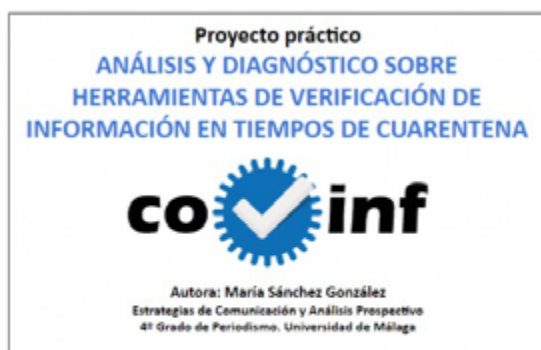 Proyecto práctico
ANÁLISIS Y DIAGNÓSTICO SOBRE
HERRAMIENTAS DE VERIFICACIÓN DE
INFORMACIÓN EN TIEMPOS DE CUARENTENA
co inf
Autora: María Sánchez González
Estrategias de Comunicación y Análisis Prospectivo
4º Grado de Periodismo. Universidad de Málaga